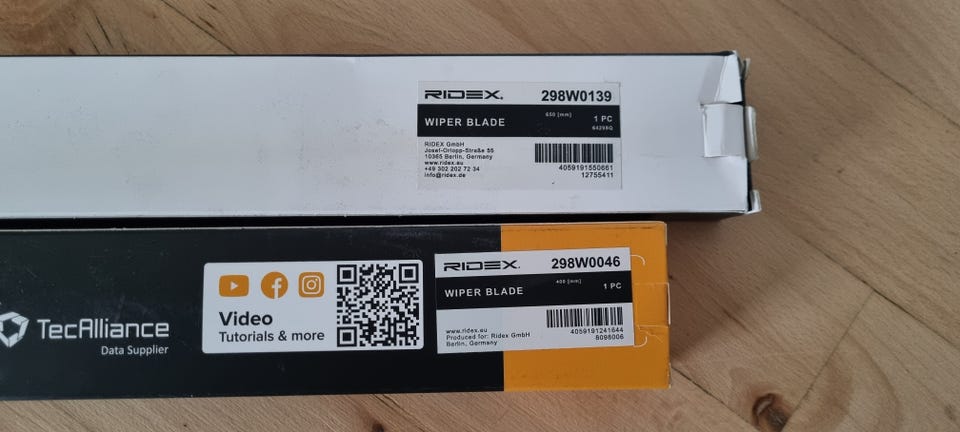 RIDEX®
298W0139
650 [mm]
WIPER BLADE
1 PC
64298Q
RIDEX GmbH
Josef-Orlopp-Straße 55
10365 Berlin, Germany
www.ridex.eu
+49 302 202 72 34
info@ridex.de
4059191550661
12755411
RIDEX®
298W0046
400 [mm]
WIPER BLADE
1 PC
www.ridex.eu
Produced for: Ridex GmbH
Berlin, Germany
4059191241644
8096006
Video
Tutorials & more
TecAlliance
Data Supplier